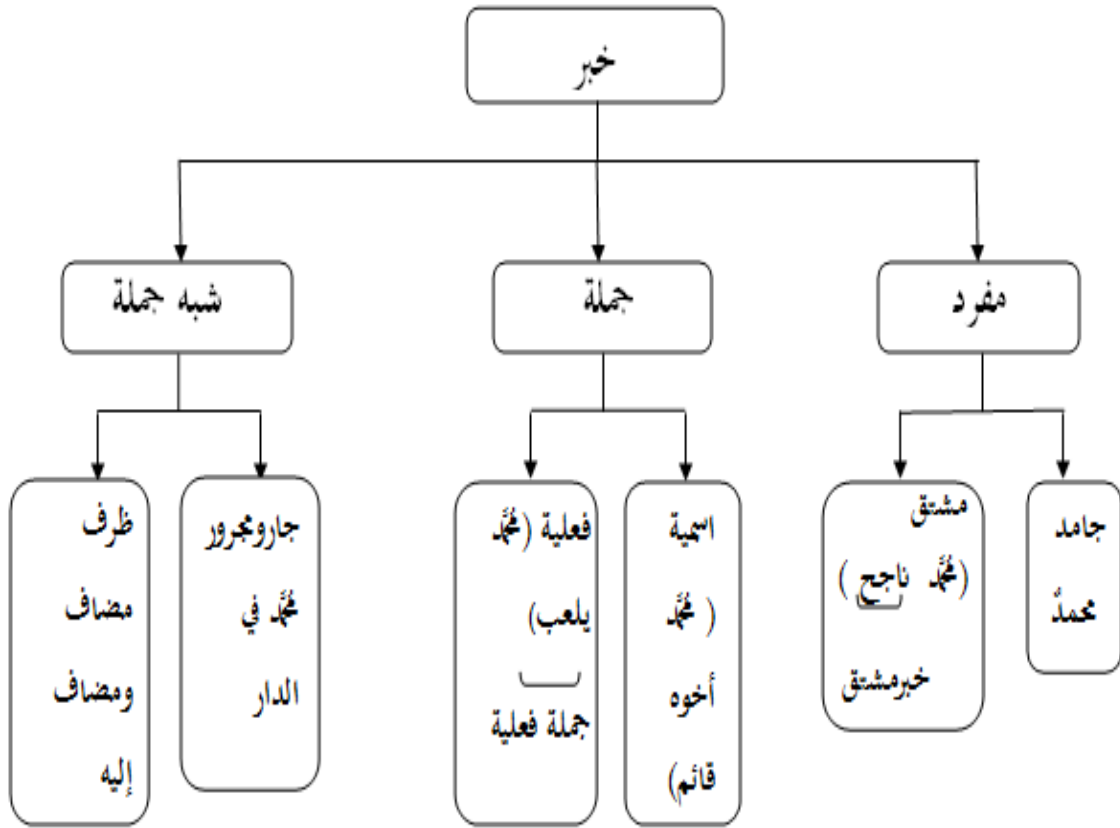 خبر
مفرد
جملة
شبه جملة
جامد
محمدٌ
مشتق
(مُحَّد ناجح)
خبرمشتق
اسمية
( مُحَّد
أخوه
قائم)
فعلية (مُحَّد
يلعب)
جملة فعلية
جارومجرور
مُحَّد في
الدار
ظرف
مضاف
ومضاف
إليه